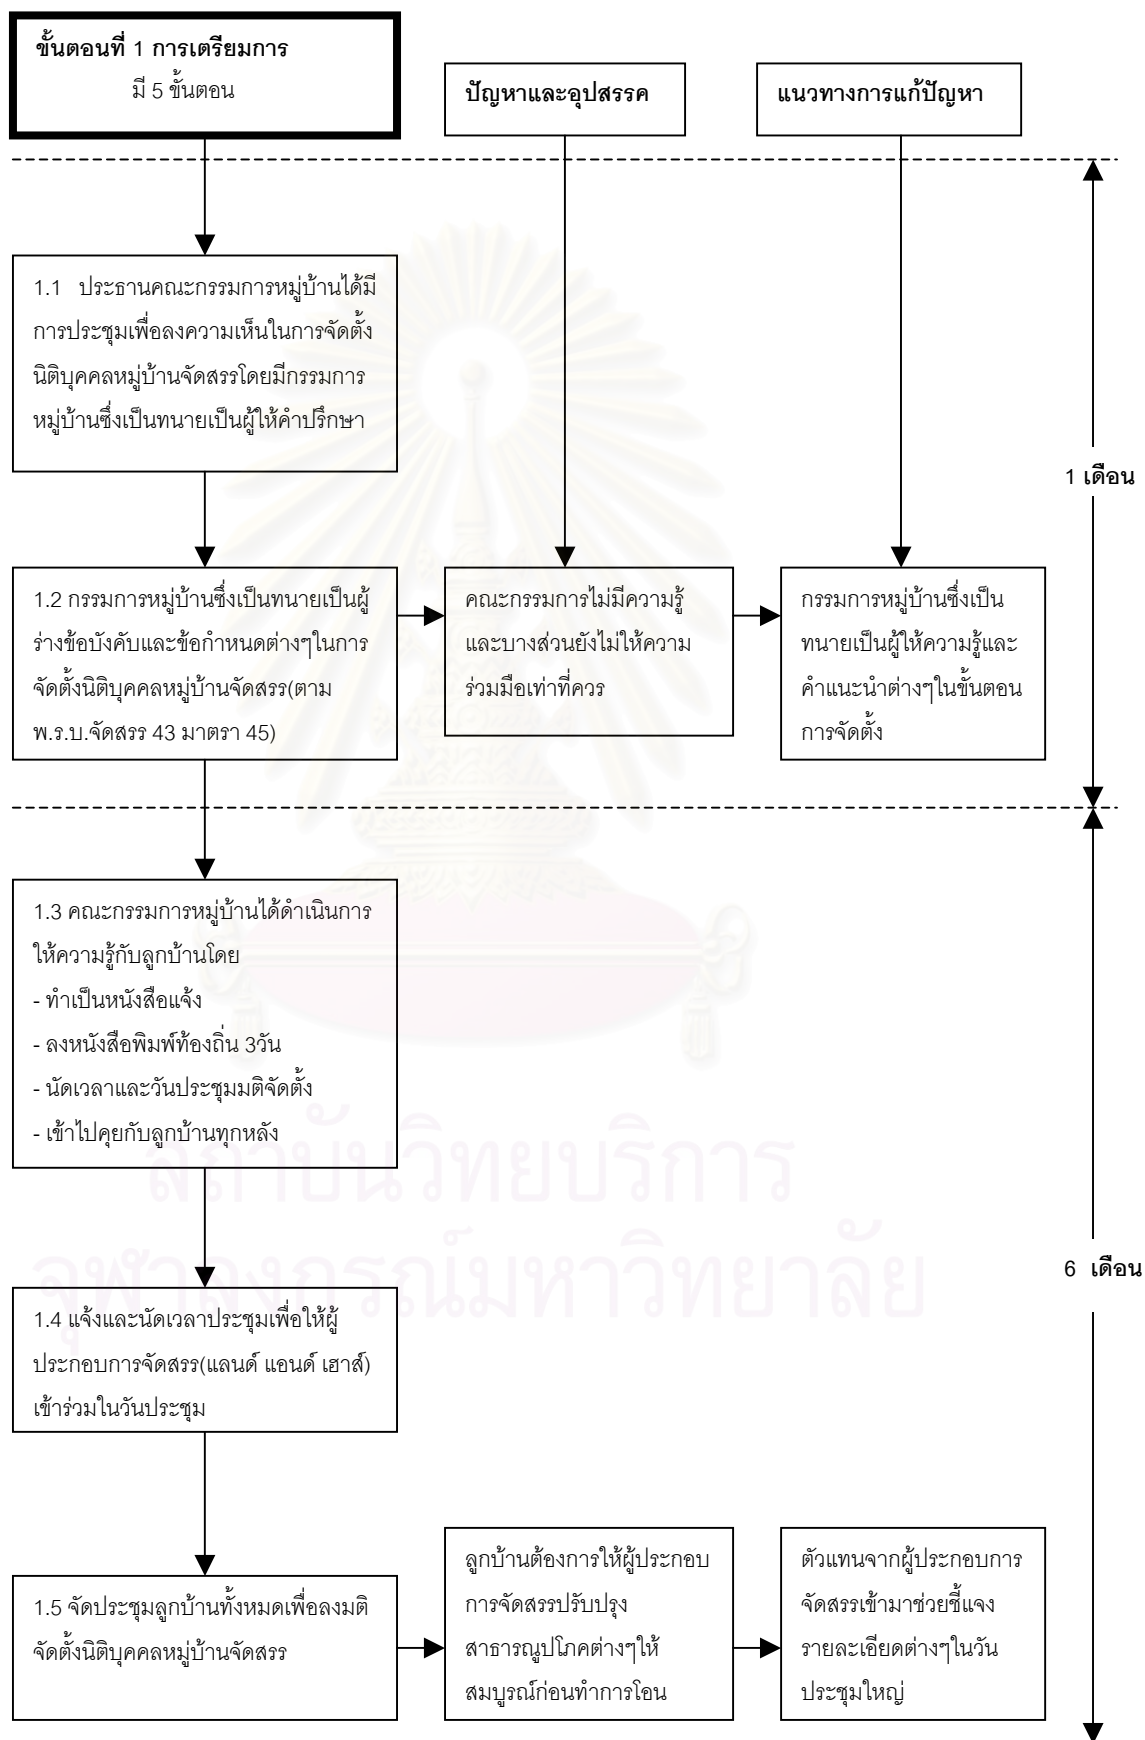 ขั้นตอนที่ 1 การเตรียมการ
มี 5 ขั้นตอน
ปัญหาและอุปสรรค
แนวทางการแก้ปัญหา
1.1 ประธานคณะกรรมการหมู่บ้านได้มี
การประชุมเพื่อลงความเห็นในการจัดตั้ง
นิติบุคคลหมู่บ้านจัดสรรโดยมีกรรมการ
หมู่บ้านซึ่งเป็นทนายเป็นผู้ให้คำปรึกษา
1 เดือน
1.2 กรรมการหมู่บ้านซึ่งเป็นทนายเป็นผู้
ร่างข้อบังคับและข้อกำหนดต่างๆในการ
จัดตั้งนิติบุคคลหมู่บ้านจัดสรร(ตาม
พ.ร.บ.จัดสรร 43 มาตรา 45)
คณะกรรมการไม่มีความรู้
และบางส่วนยังไม่ให้ความ
ร่วมมือเท่าที่ควร
กรรมการหมู่บ้านซึ่งเป็น
ทนายเป็นผู้ให้ความรู้และ
คำแนะนำต่างๆในขั้นตอน
การจัดตั้ง
1.3 คณะกรรมการหมู่บ้านได้ดำเนินการ
ให้ความรู้กับลูกบ้านโดย
- ทำเป็นหนังสือแจ้ง
- ลงหนังสือพิมพ์ท้องถิ่น 3วัน
- นัดเวลาและวันประชุมมติจัดตั้ง
- เข้าไปคุยกับลูกบ้านทุกหลัง
สถาบันวิทยบริการ
จุฬาลงกรณ์มหาวิทยาลัย
6 เดือน
1.4 แจ้งและนัดเวลาประชุมเพื่อให้ผู้
ประกอบการจัดสรร(แลนด์ แอนด์ เฮาส์)
เข้าร่วมในวันประชุม
1.5 จัดประชุมลูกบ้านทั้งหมดเพื่อลงมติ
จัดตั้งนิติบุคคลหมู่บ้านจัดสรร
ลูกบ้านต้องการให้ผู้ประกอบ
การจัดสรรปรับปรุง
สาธารณูปโภคต่างๆให้
สมบูรณ์ก่อนทำการโอน
ตัวแทนจากผู้ประกอบการ
จัดสรรเข้ามาช่วยชี้แจง
รายละเอียดต่างๆในวัน
ประชุมใหญ่